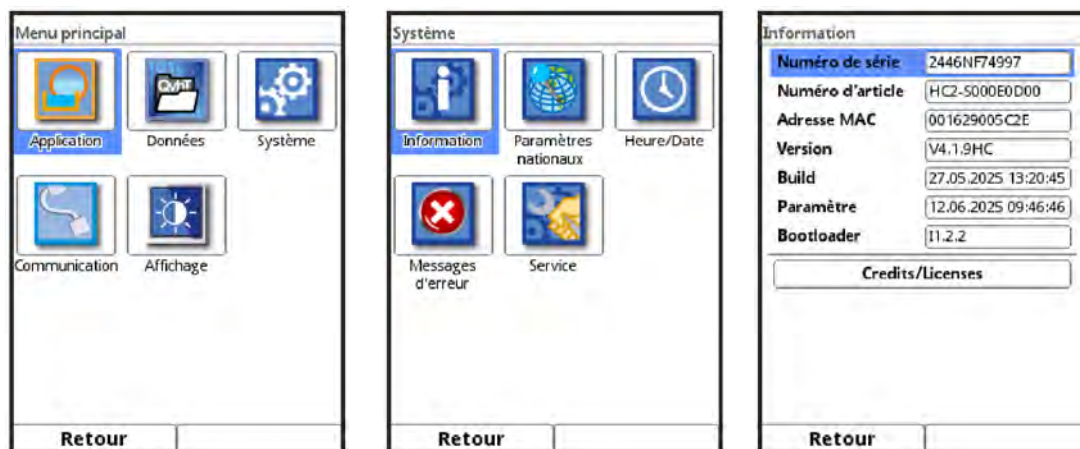 Menu principal
QvhT
Application
Données
Système
Communication
Affichage
Retour
Système
Information
Paramètres
nationaux
Heure/Date
Messages
d'erreur
Service
Retour
Information
Numéro de série 2446NF74997
Numéro d'article HC2-S000E0D00
Adresse MAC 001629005C2E
Version V4.1.9HC
Build 27.05.2025 13:20:45
Paramètre 12.06.2025 09:46:46
Bootloader I1.2.2
Credits/Licenses
Retour